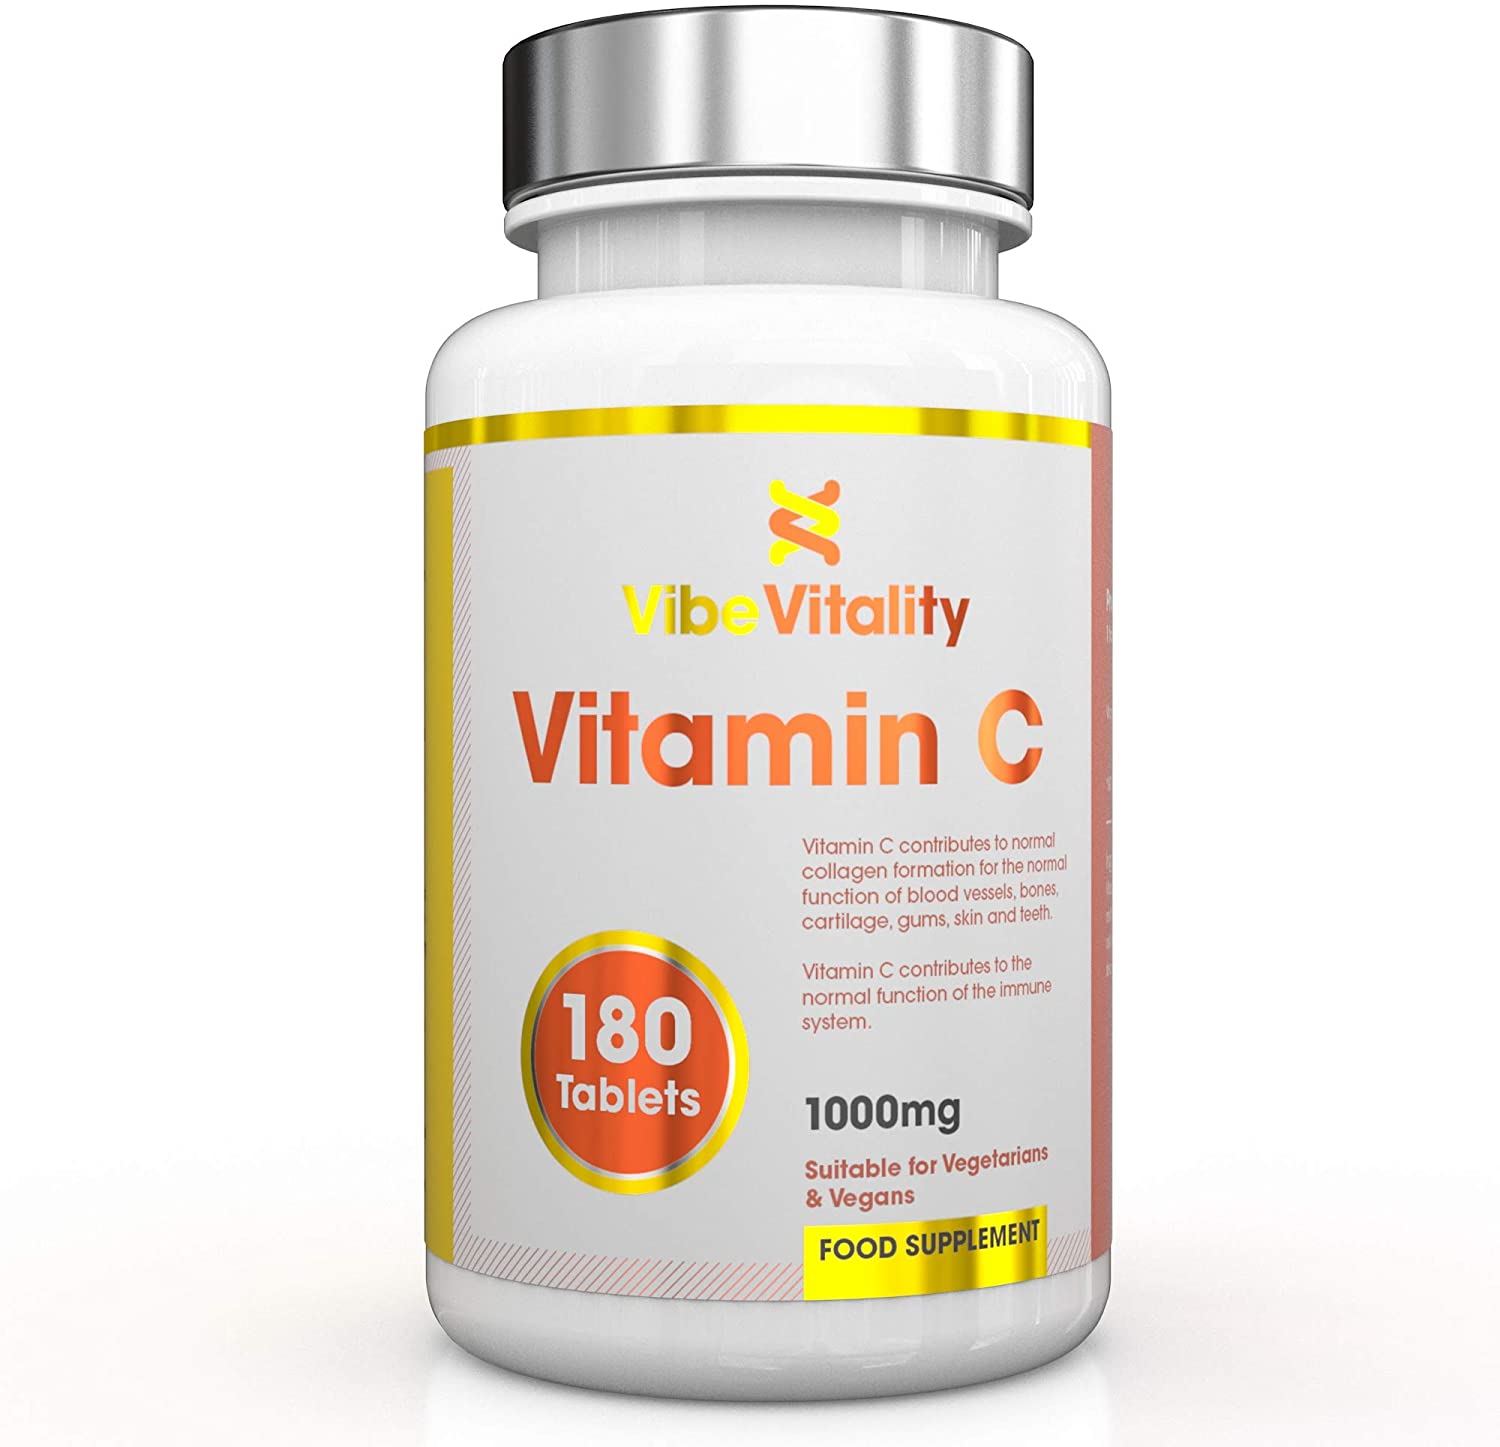 VibeVitality
Vitamin C
Vitamin C contributes to normal
collagen formation for the normal
function of blood vessels, bones,
cartilage, gums, skin and teeth.
Vitamin C contributes to the
normal function of the immune
system.
180
Tablets
1000mg
Suitable for Vegetarians
& Vegans
FOOD SUPPLEMENT